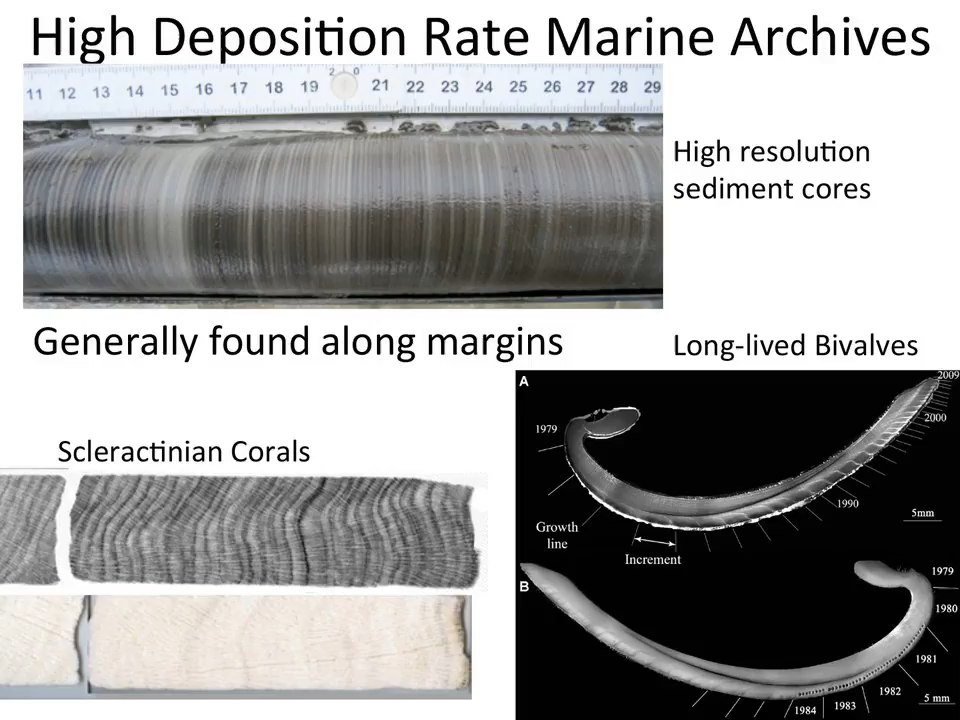 High Deposition Rate Marine Archives
11 12 13 14 15 16 17 18 19 2 0 21 22 23 24 25 26 27 28 29
High resolution
sediment cores
Generally found along margins
Long-lived Bivalves
Scleractinian Corals
A
2009
2000
1979
1990
5mm
Growth
line
Increment
B
1979
1980
1981
1982
1983
1984
5 mm